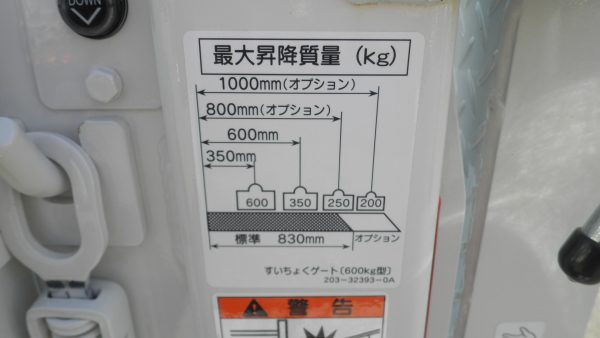 DOWN
最大昇降質量 (kg)
1000mm(オプション)
800mm(オプション)
600mm
350mm
600 350 250 200
標準 830mm オプション
すいちょくゲート〔600kg型〕
203-32393-0A
警告